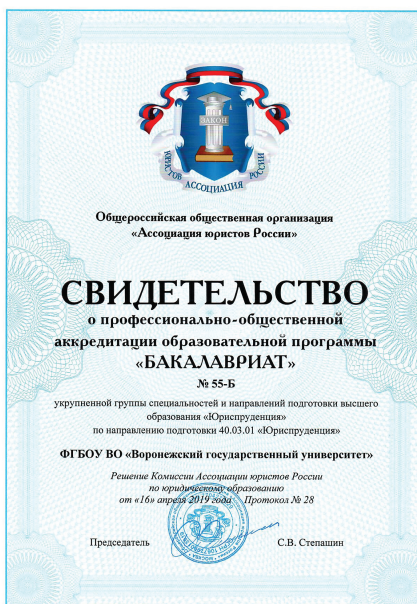 ЗАКОН
АССОЦИАЦИЯ ЮРИСТОВ РОССИИ
Общероссийская общественная организация
«Ассоциация юристов России»
СВИДЕТЕЛЬСТВО
о профессионально-общественной
аккредитации образовательной программы
«БАКАЛАВРИАТ»
№ 55-Б
укрупненной группы специальностей и направлений подготовки высшего
образования «Юриспруденция»
по направлению подготовки 40.03.01 «Юриспруденция»
ФГБОУ ВО «Воронежский государственный университет»
Решение Комиссии Ассоциации юристов России
по юридическому образованию
от «16» апреля 2019 года Протокол № 28
Председатель С.В. Степашин